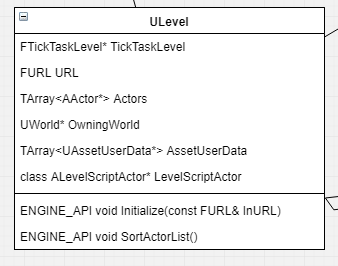 ULevel
FTickTaskLevel* TickTaskLevel
FURL URL
TArray<AActor*> Actors
UWorld* OwningWorld
TArray<UAssetUserData*> AssetUserData
class ALevelScriptActor* LevelScriptActor
ENGINE_API void Initialize(const FURL& InURL)
ENGINE_API void SortActorList()